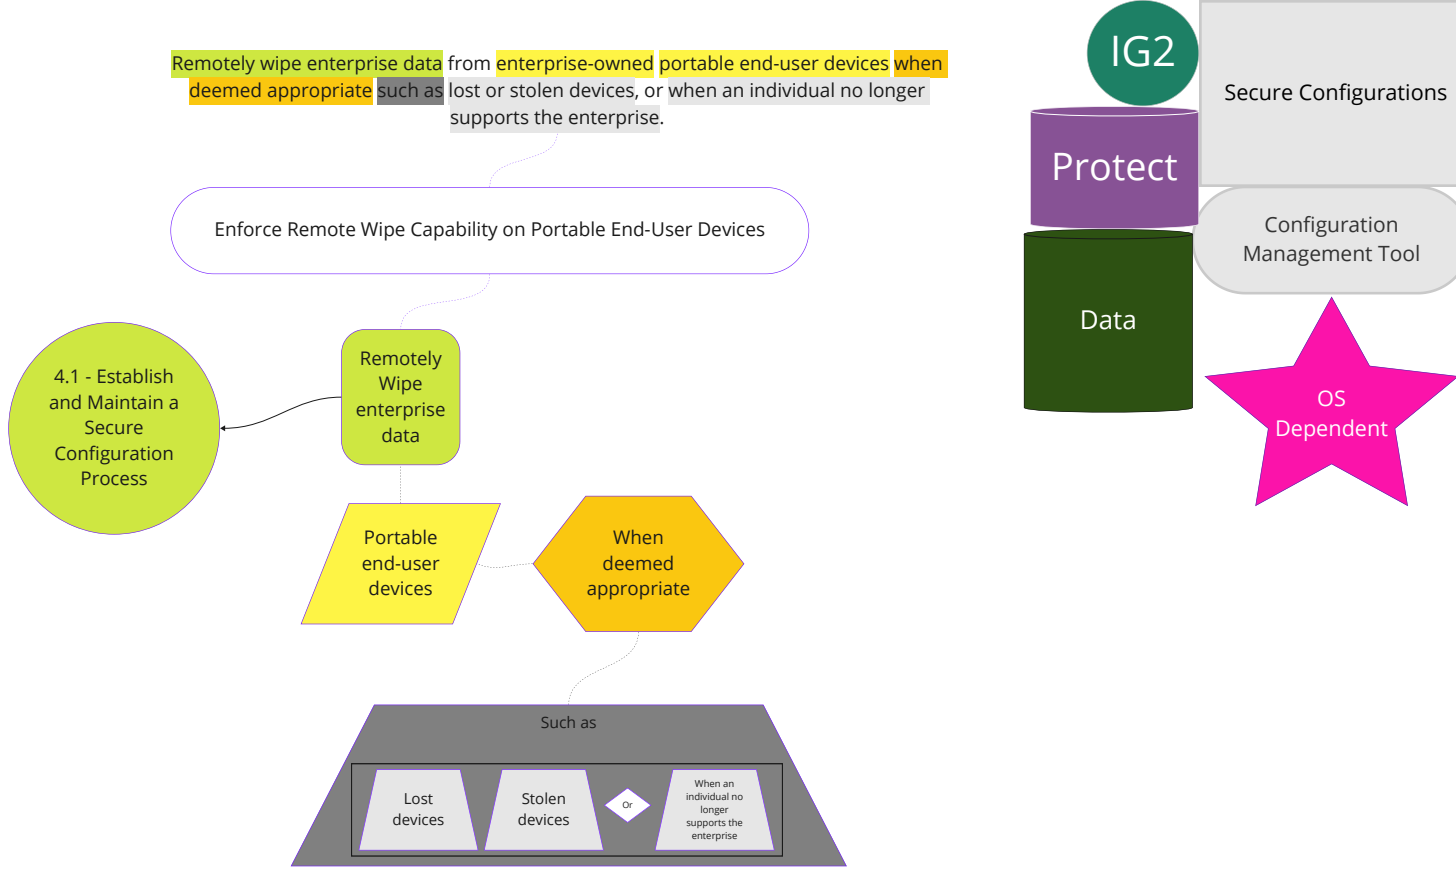 Remotely wipe enterprise data from enterprise-owned portable end-user devices when
deemed appropriate such as lost or stolen devices, or when an individual no longer
supports the enterprise.
Enforce Remote Wipe Capability on Portable End-User Devices
4.1 - Establish
and Maintain a
Secure
Configuration
Process
Remotely
Wipe
enterprise
data
Portable
end-user
devices
When
deemed
appropriate
Such as
Lost
devices
Stolen
devices
Or
When an
individual no
longer
supports the
enterprise
IG2
Secure Configurations
Protect
Configuration
Management Tool
Data
OS
Dependent